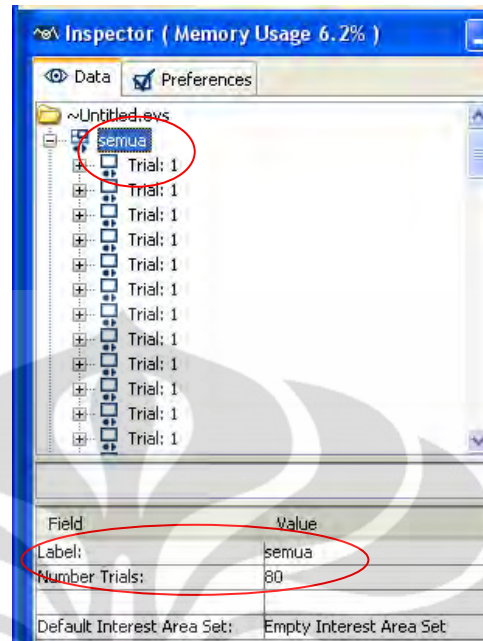 Inspector ( Memory Usage 6.2% )
Data Preferences
~Untitled.evs
semua
Trial: 1
Trial: 1
Trial: 1
Trial: 1
Trial: 1
Trial: 1
Trial: 1
Trial: 1
Trial: 1
Trial: 1
Trial: 1
Trial: 1
Field Value
Label: semua
Number Trials: 80
Default Interest Area Set: Empty Interest Area Set